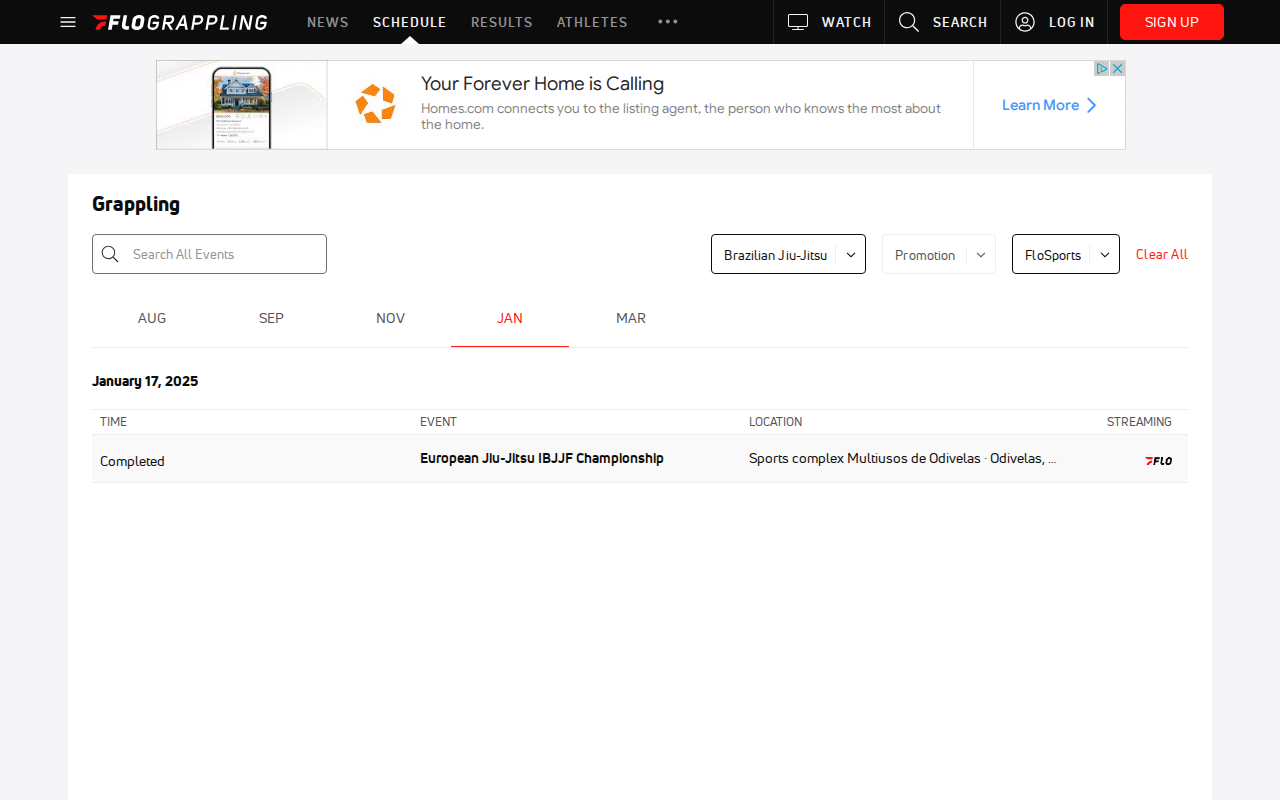 FLOGRAPPLING NEWS SCHEDULE RESULTS ATHLETES WATCH SEARCH LOG IN SIGN UP
Your Forever Home is Calling
Homes.com connects you to the listing agent, the person who knows the most about
the home.
Learn More
Grappling
Search All Events Brazilian Jiu-Jitsu Promotion FloSports Clear All
AUG SEP NOV JAN MAR
January 17, 2025
TIME EVENT LOCATION STREAMING
Completed European Jiu-Jitsu IBJJF Championship Sports complex Multiusos de Odivelas · Odivelas, ... FLO